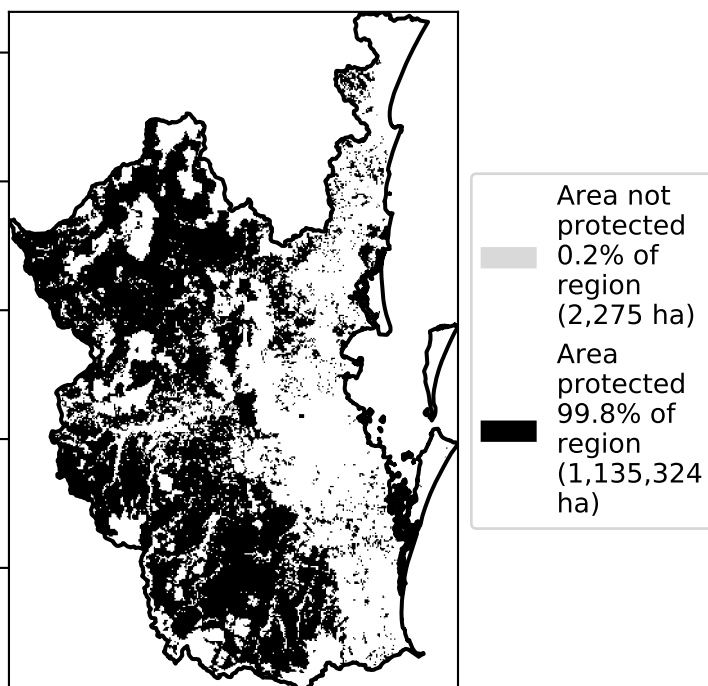 Area not
protected
0.2% of
region
(2,275 ha)
Area
protected
99.8% of
region
(1,135,324
ha)